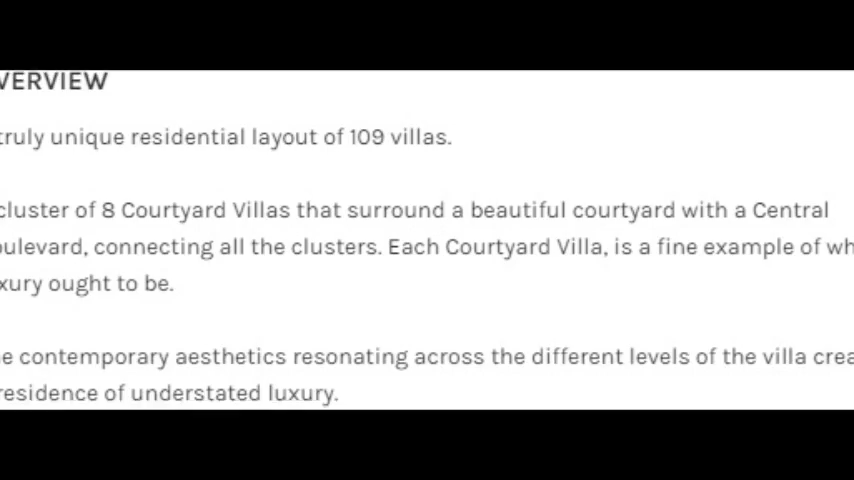 VERVIEW
truly unique residential layout of 109 villas.
cluster of 8 Courtyard Villas that surround a beautiful courtyard with a Central
oulevard, connecting all the clusters. Each Courtyard Villa, is a fine example of wh
xury ought to be.
e contemporary aesthetics resonating across the different levels of the villa crea
residence of understated luxury.